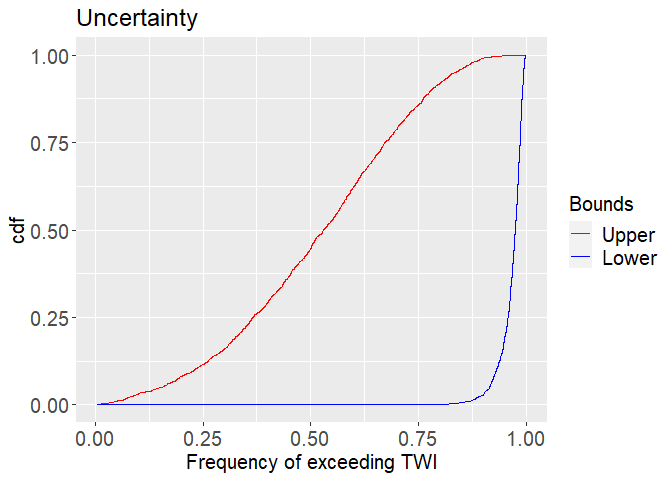 Uncertainty
1.00
0.75
0.50
0.25
0.00
cdf
0.00 0.25 0.50 0.75 1.00
Frequency of exceeding TWI
Bounds
Upper
Lower